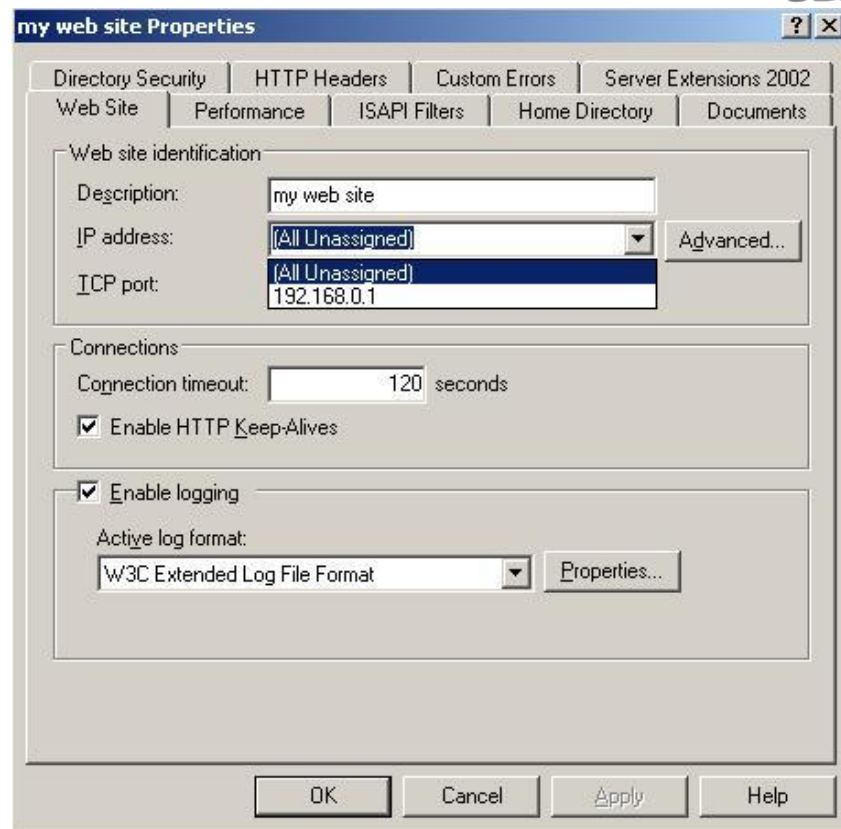 my web site Properties
Directory Security HTTP Headers Custom Errors Server Extensions 2002
Web Site Performance ISAPI Filters Home Directory Documents
Web site identification
Description: my web site
IP address: (All Unassigned) Advanced...
(All Unassigned)
TCP port: 192.168.0.1
Connections
Connection timeout: 120 seconds
Enable HTTP Keep-Alives
Enable logging
Active log format:
W3C Extended Log File Format Properties...
OK Cancel Apply Help